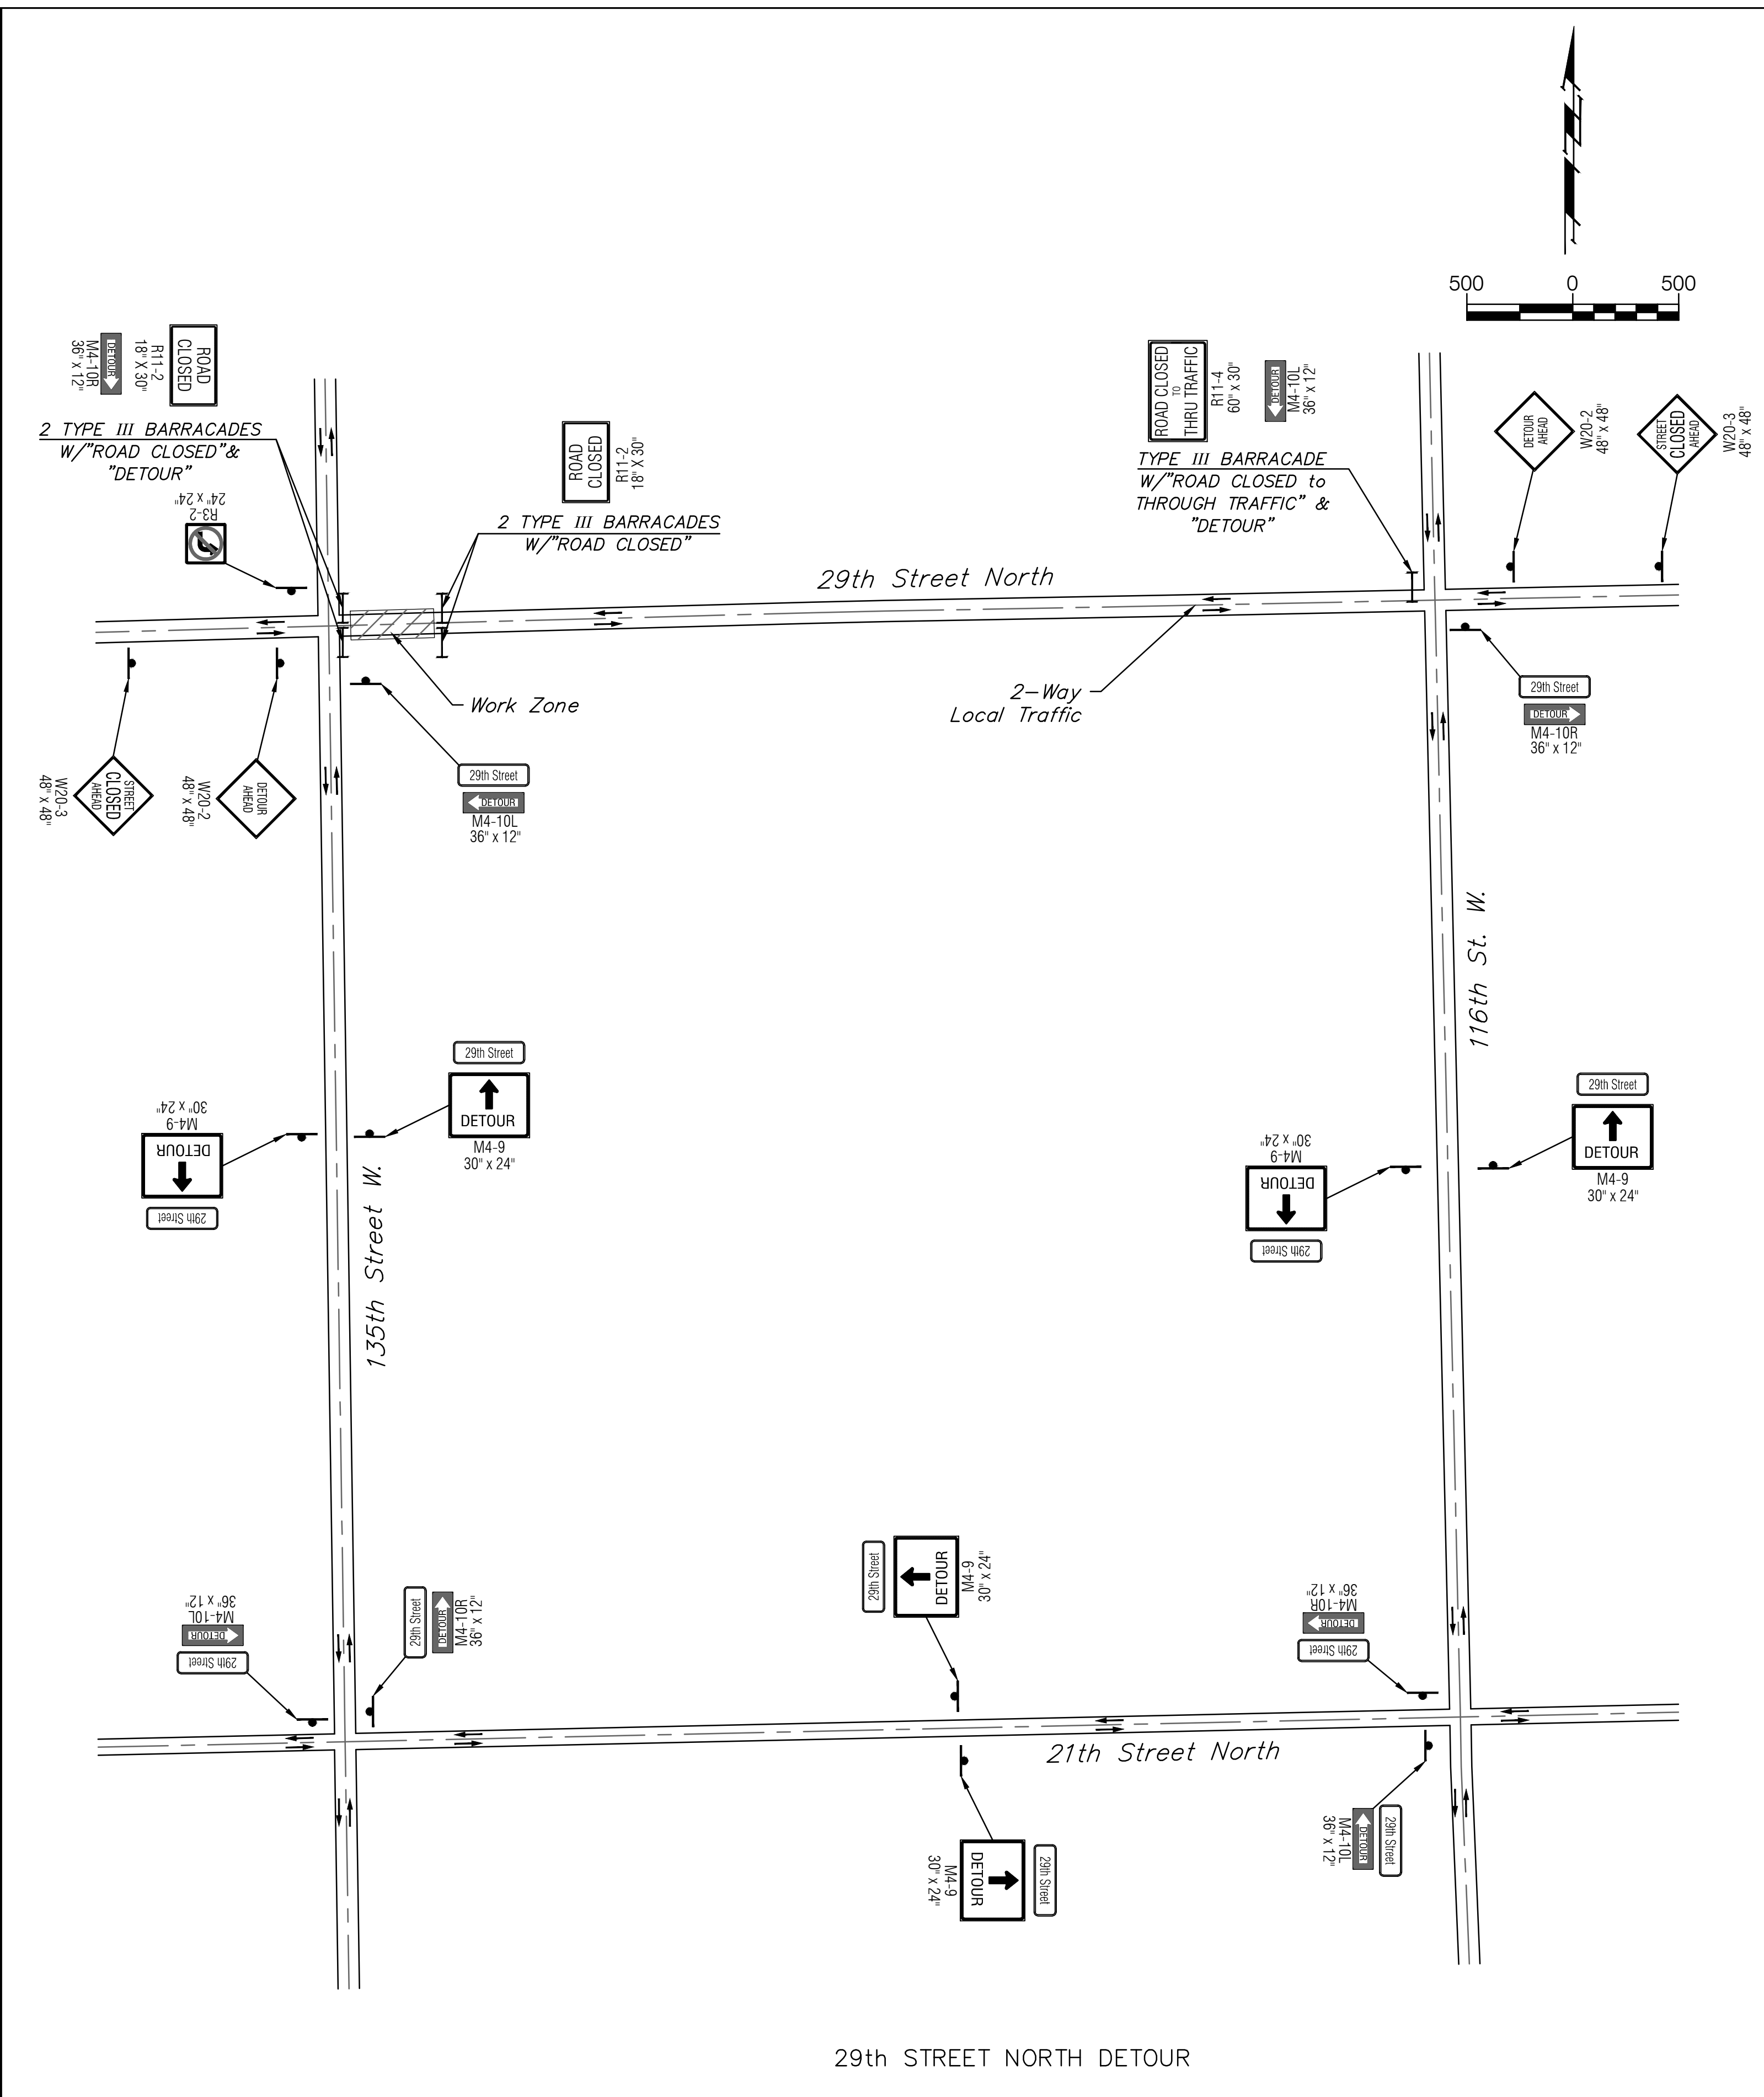 500 0 500
ROAD
CLOSED
R11-2
18" X 30"
DETOUR
M4-10R
36" x 12"
2 TYPE III BARRACADES
W/"ROAD CLOSED"&
"DETOUR"
R3-2
24" x 24"
ROAD
CLOSED
R11-2
18" X 30"
2 TYPE III BARRACADES
W/"ROAD CLOSED"
ROAD CLOSED
TO
THRU TRAFFIC
R11-4
60" x 30"
DETOUR
M4-10L
36" x 12"
TYPE III BARRACADE
W/"ROAD CLOSED to
THROUGH TRAFFIC" &
"DETOUR"
DETOUR
AHEAD
W20-2
48" x 48"
STREET
CLOSED
AHEAD
W20-3
48" x 48"
29th Street North
Work Zone
2-Way
Local Traffic
29th Street
DETOUR
M4-10R
36" x 12"
STREET
CLOSED
AHEAD
W20-3
48" x 48"
DETOUR
AHEAD
W20-2
48" x 48"
29th Street
DETOUR
M4-10L
36" x 12"
116th St. W.
29th Street
DETOUR
M4-9
30" x 24"
M4-9
30" x 24"
DETOUR
29th Street
135th Street W.
29th Street
DETOUR
M4-9
30" x 24"
M4-9
30" x 24"
DETOUR
29th Street
M4-10L
36" x 12"
DETOUR
29th Street
29th Street
DETOUR
M4-10R
36" x 12"
29th Street
DETOUR
M4-9
30" x 24"
M4-10R
36" x 12"
DETOUR
29th Street
21th Street North
29th Street
DETOUR
M4-9
30" x 24"
29th Street
DETOUR
M4-10L
36" x 12"
29th STREET NORTH DETOUR